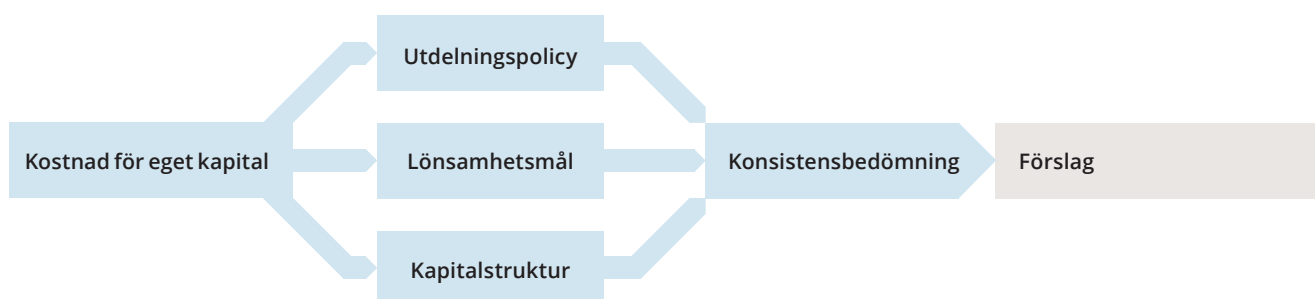 Utdelningspolicy
Kostnad för eget kapital
Lönsamhetsmål
Konsistensbedömning
Förslag
Kapitalstruktur